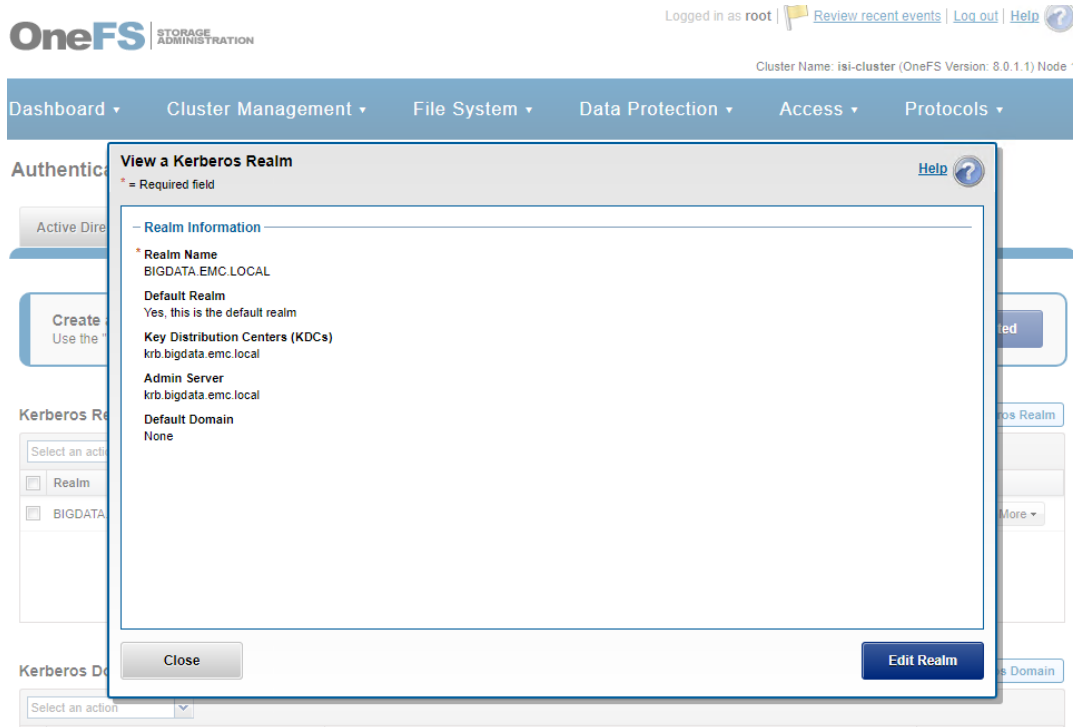 Logged in as root | Review recent events | Log out | Help
OneFS STORAGE ADMINISTRATION
Cluster Name: isi-cluster (OneFS Version: 8.0.1.1) Node
Dashboard Cluster Management File System Data Protection Access Protocols
View a Kerberos Realm
Help
* = Required field
Active Dire
Realm Information
* Realm Name
BIGDATA.EMC.LOCAL
Default Realm
Yes, this is the default realm
Create
Use the "
ted
Key Distribution Centers (KDCs)
krb.bigdata.emc.local
Admin Server
krb.bigdata.emc.local
Kerberos Re
ros Realm
Default Domain
None
Select an acti
Realm
BIGDATA
More
Close
Edit Realm
Kerberos Do
s Domain
Select an action